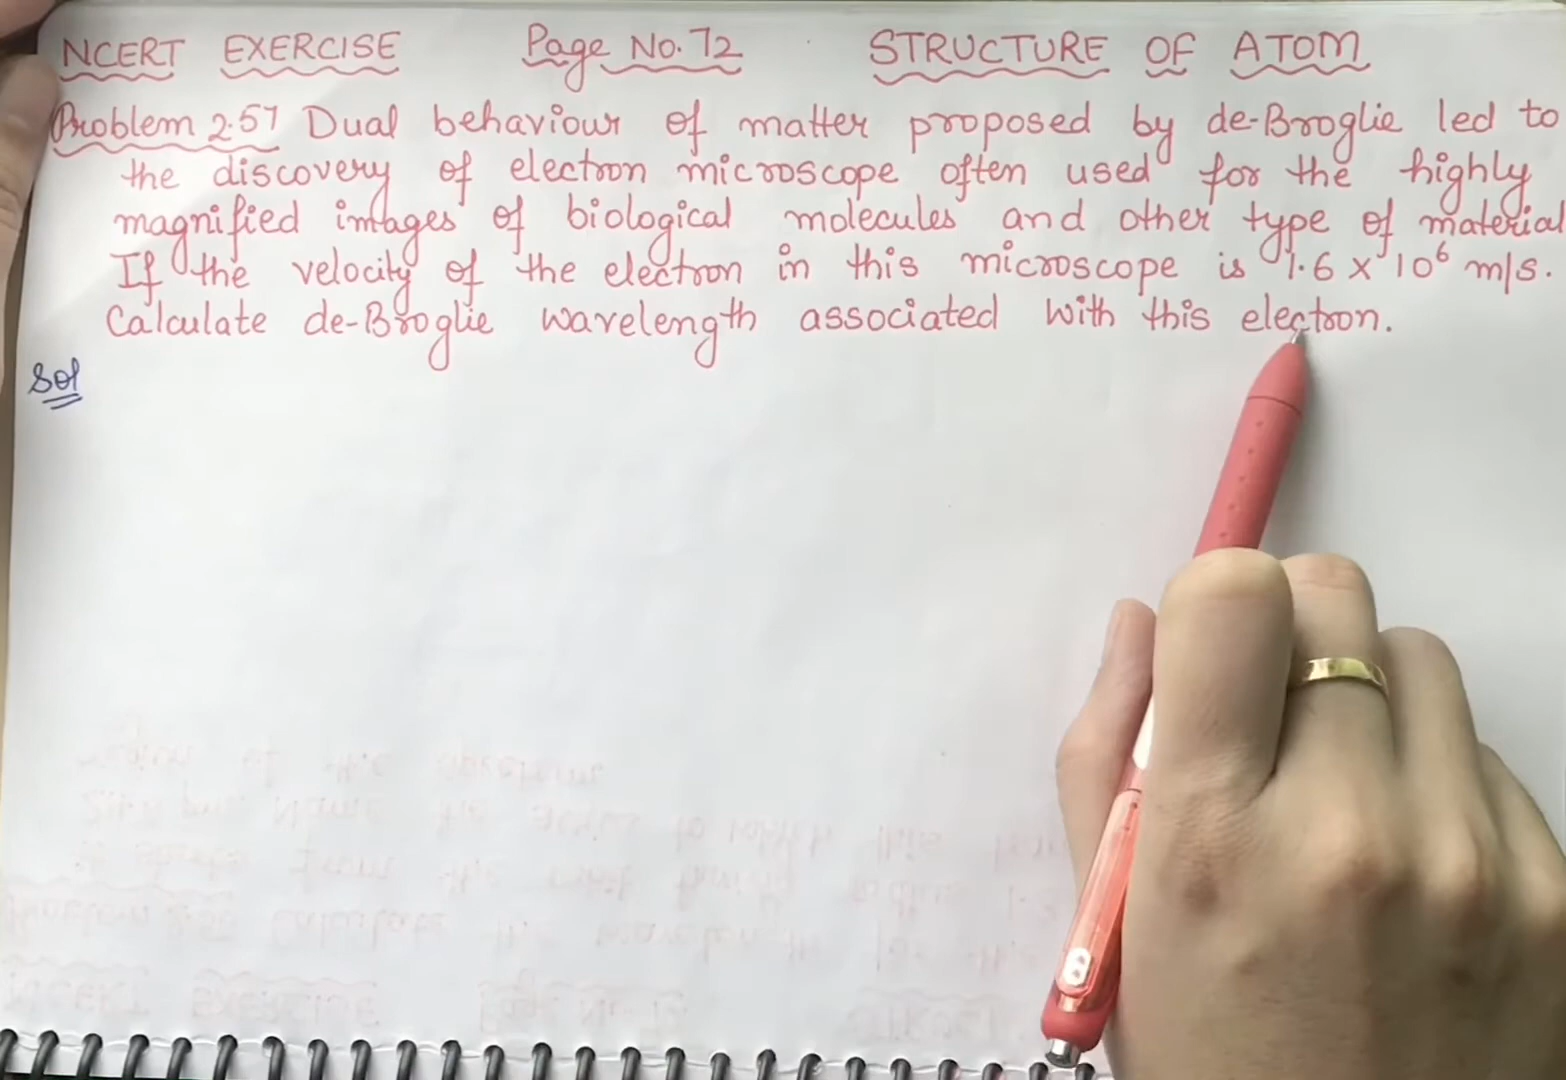 NCERT EXERCISE Page No. 72 STRUCTURE OF ATOM
Problem 2.57 Dual behaviour of matter proposed by de-Broglie led to
the discovery of electron microscope often used for the highly
magnified images of biological molecules and other type of material
If the velocity of the electron in this microscope is 1.6 x 10⁶ m/s.
Calculate de-Broglie wavelength associated with this electron.
Sol